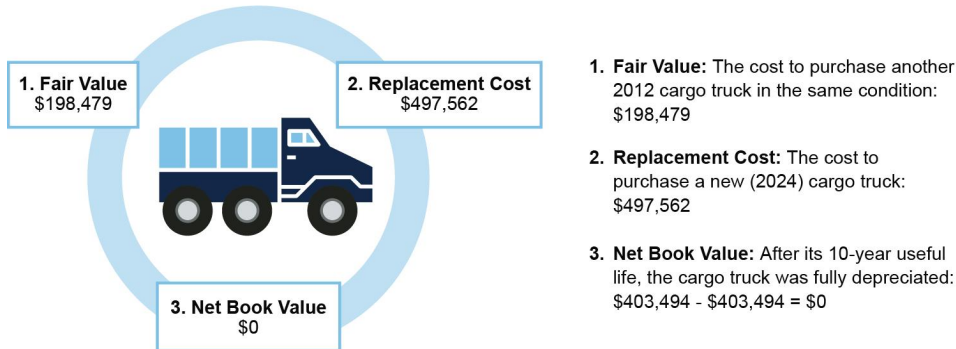 1. Fair Value
$198,479
2. Replacement Cost
$497,562
3. Net Book Value
$0
1. Fair Value: The cost to purchase another
2012 cargo truck in the same condition:
$198,479
2. Replacement Cost: The cost to
purchase a new (2024) cargo truck:
$497,562
3. Net Book Value: After its 10-year useful
life, the cargo truck was fully depreciated:
$403,494 - $403,494 = $0